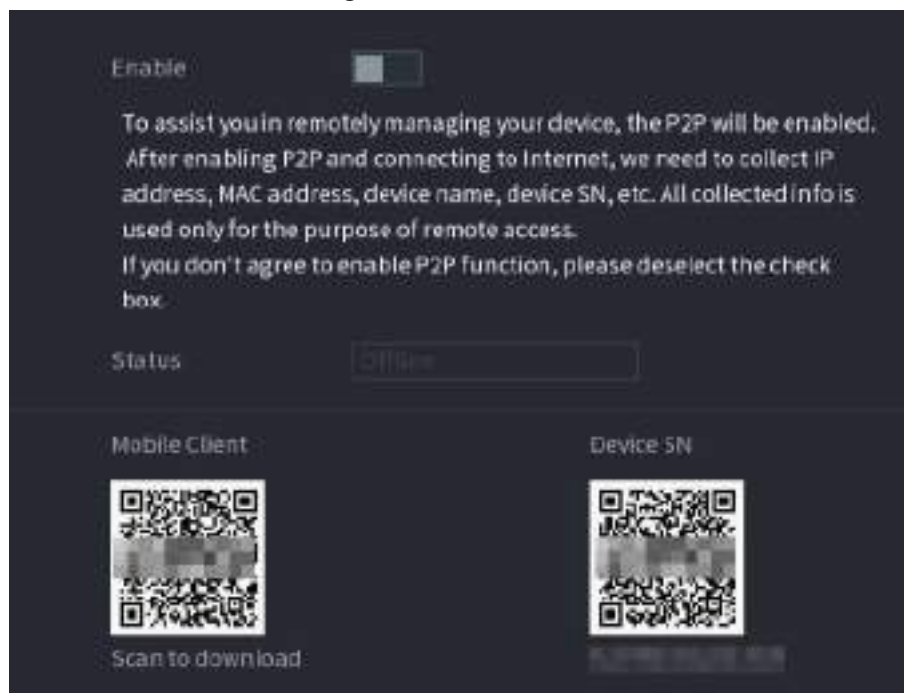 Enable
To assist you in remotely managing your device, the P2P will be enabled.
After enabling P2P and connecting to Internet, we need to collect IP
address, MAC address, device name, device SN, etc. All collected info is
used only for the purpose of remote access.
If you don't agree to enable P2P function, please deselect the check
box.
Status
Offline
Mobile Client
Device SN
Scan to download